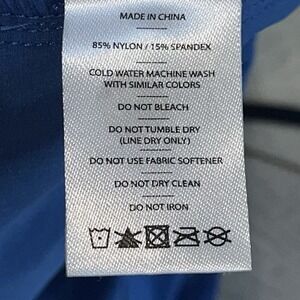 MADE IN CHINA
85% NYLON / 15% SPANDEX
COLD WATER MACHINE WASH
WITH SIMILAR COLORS
DO NOT BLEACH
DO NOT TUMBLE DRY
(LINE DRY ONLY)
DO NOT USE FABRIC SOFTENER
DO NOT DRY CLEAN
DO NOT IRON